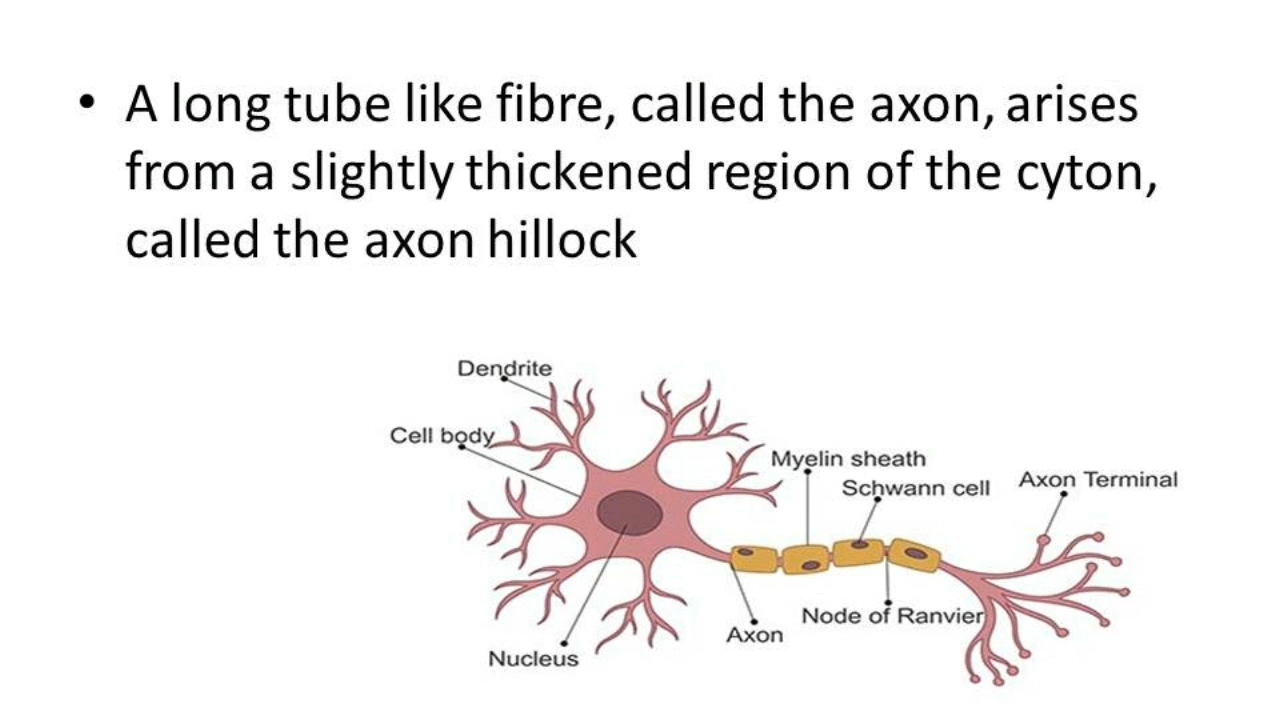 • A long tube like fibre, called the axon, arises
from a slightly thickened region of the cyton,
called the axon hillock
Dendrite
Cell body
Myelin sheath
Schwann cell
Axon Terminal
Node of Ranvier
Axon
Nucleus